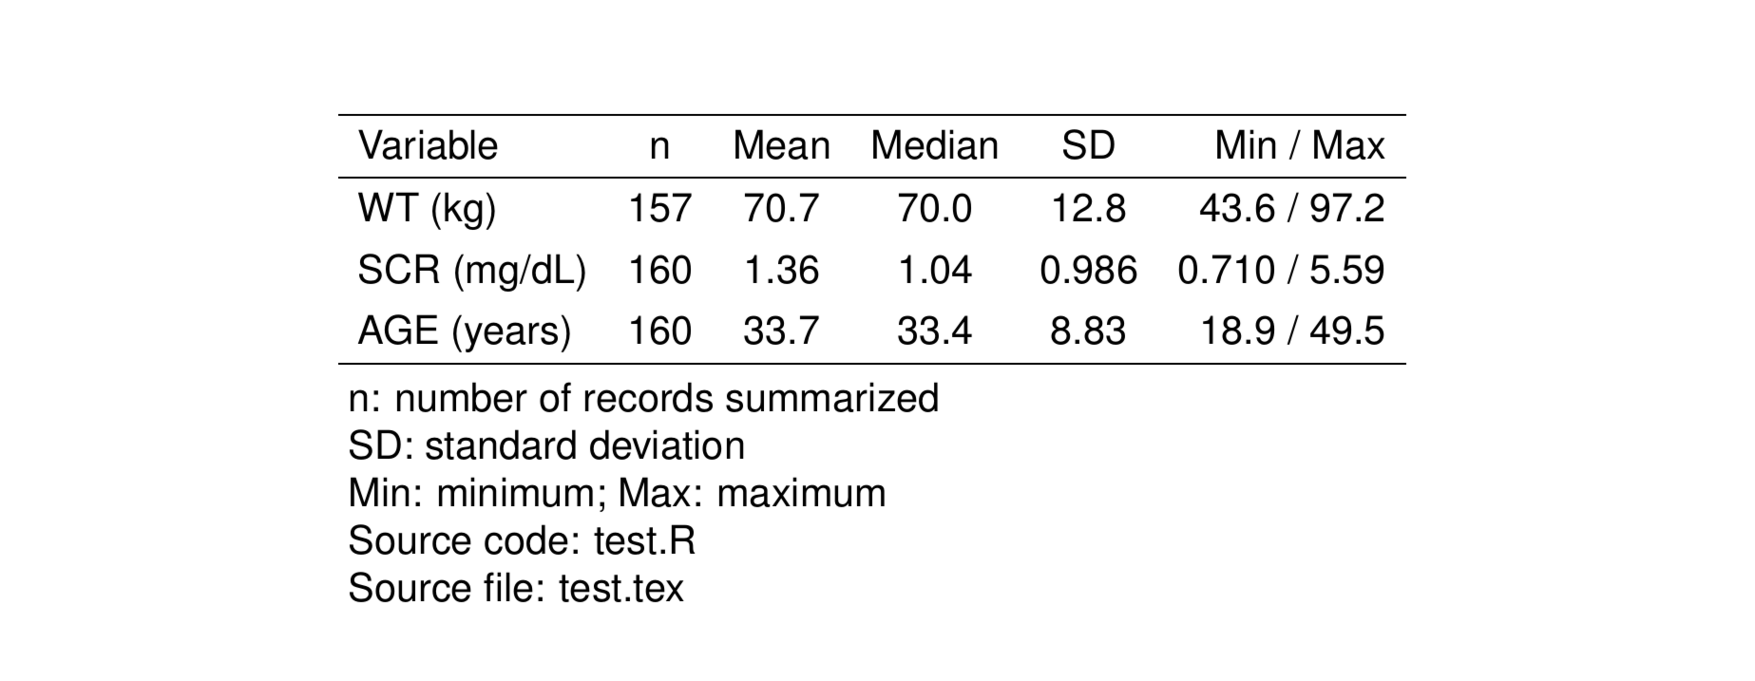 Variable n Mean Median SD Min / Max
WT (kg) 157 70.7 70.0 12.8 43.6 / 97.2
SCR (mg/dL) 160 1.36 1.04 0.986 0.710 / 5.59
AGE (years) 160 33.7 33.4 8.83 18.9 / 49.5
n: number of records summarized
SD: standard deviation
Min: minimum; Max: maximum
Source code: test.R
Source file: test.tex